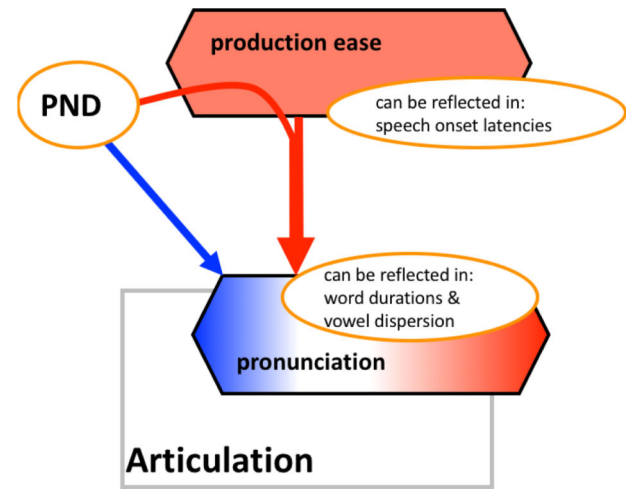 production ease
PND
can be reflected in:
speech onset latencies
can be reflected in:
word durations &
vowel dispersion
pronunciation
Articulation